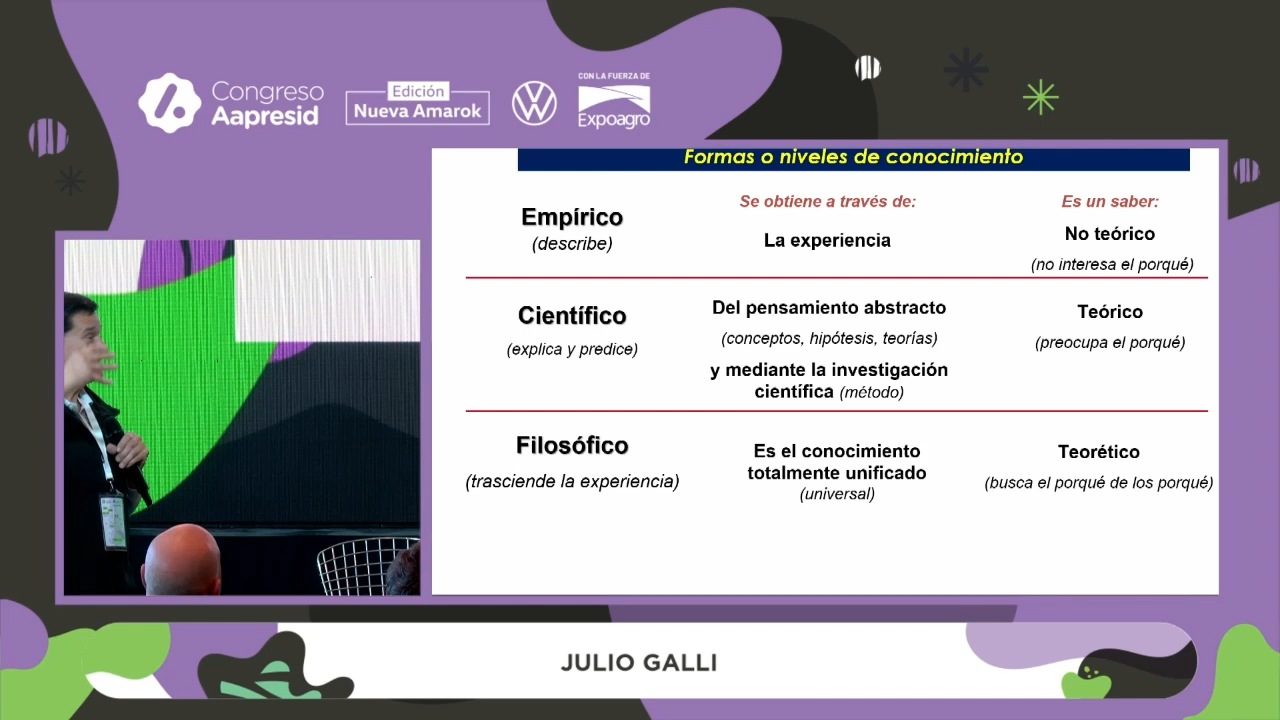 Congreso
Aapresid
Edición
Nueva Amarok
CON LA FUERZA DE
Expoagro
Formas o niveles de conocimiento
Se obtiene a través de:
Es un saber:
Empírico
(describe)
La experiencia
No teórico
(no interesa el porqué)
Científico
(explica y predice)
Del pensamiento abstracto
(conceptos, hipótesis, teorías)
y mediante la investigación
científica (método)
Teórico
(preocupa el porqué)
Filosófico
(trasciende la experiencia)
Es el conocimiento
totalmente unificado
(universal)
Teorético
(busca el porqué de los porqué)
JULIO GALLI